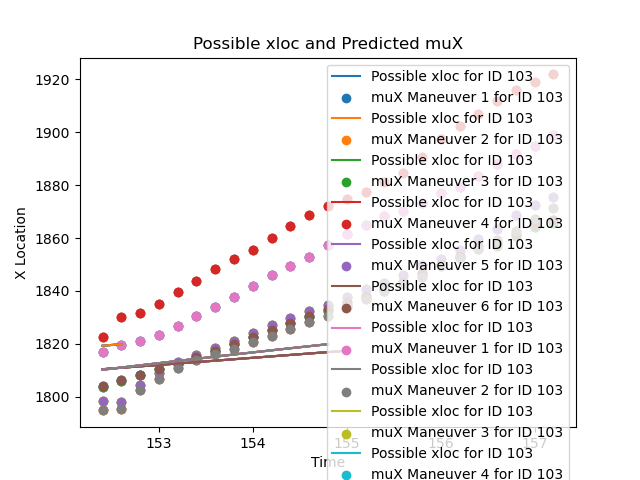 Possible xloc and Predicted muX
X Location
1920
1900
1880
1860
1840
1820
1800
153
154
155
156
157
Time
Possible xloc for ID 103
muX Maneuver 1 for ID 103
Possible xloc for ID 103
muX Maneuver 2 for ID 103
Possible xloc for ID 103
muX Maneuver 3 for ID 103
Possible xloc for ID 103
muX Maneuver 4 for ID 103
Possible xloc for ID 103
muX Maneuver 5 for ID 103
Possible xloc for ID 103
muX Maneuver 6 for ID 103
Possible xloc for ID 103
muX Maneuver 1 for ID 103
Possible xloc for ID 103
muX Maneuver 2 for ID 103
Possible xloc for ID 103
muX Maneuver 3 for ID 103
Possible xloc for ID 103
muX Maneuver 4 for ID 103